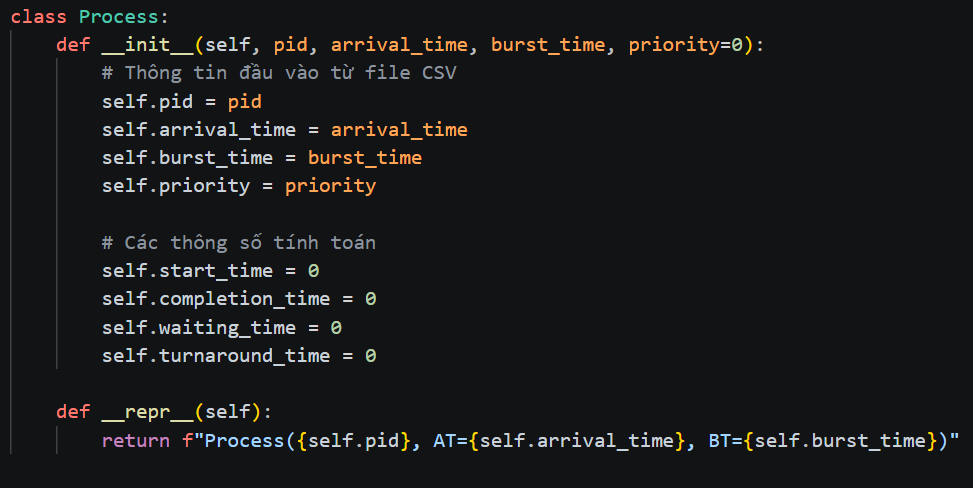 class Process:
    def __init__(self, pid, arrival_time, burst_time, priority=0):
        # Thông tin đầu vào từ file CSV
        self.pid = pid
        self.arrival_time = arrival_time
        self.burst_time = burst_time
        self.priority = priority

        # Các thông số tính toán
        self.start_time = 0
        self.completion_time = 0
        self.waiting_time = 0
        self.turnaround_time = 0

    def __repr__(self):
        return f"Process({self.pid}, AT={self.arrival_time}, BT={self.burst_time})"